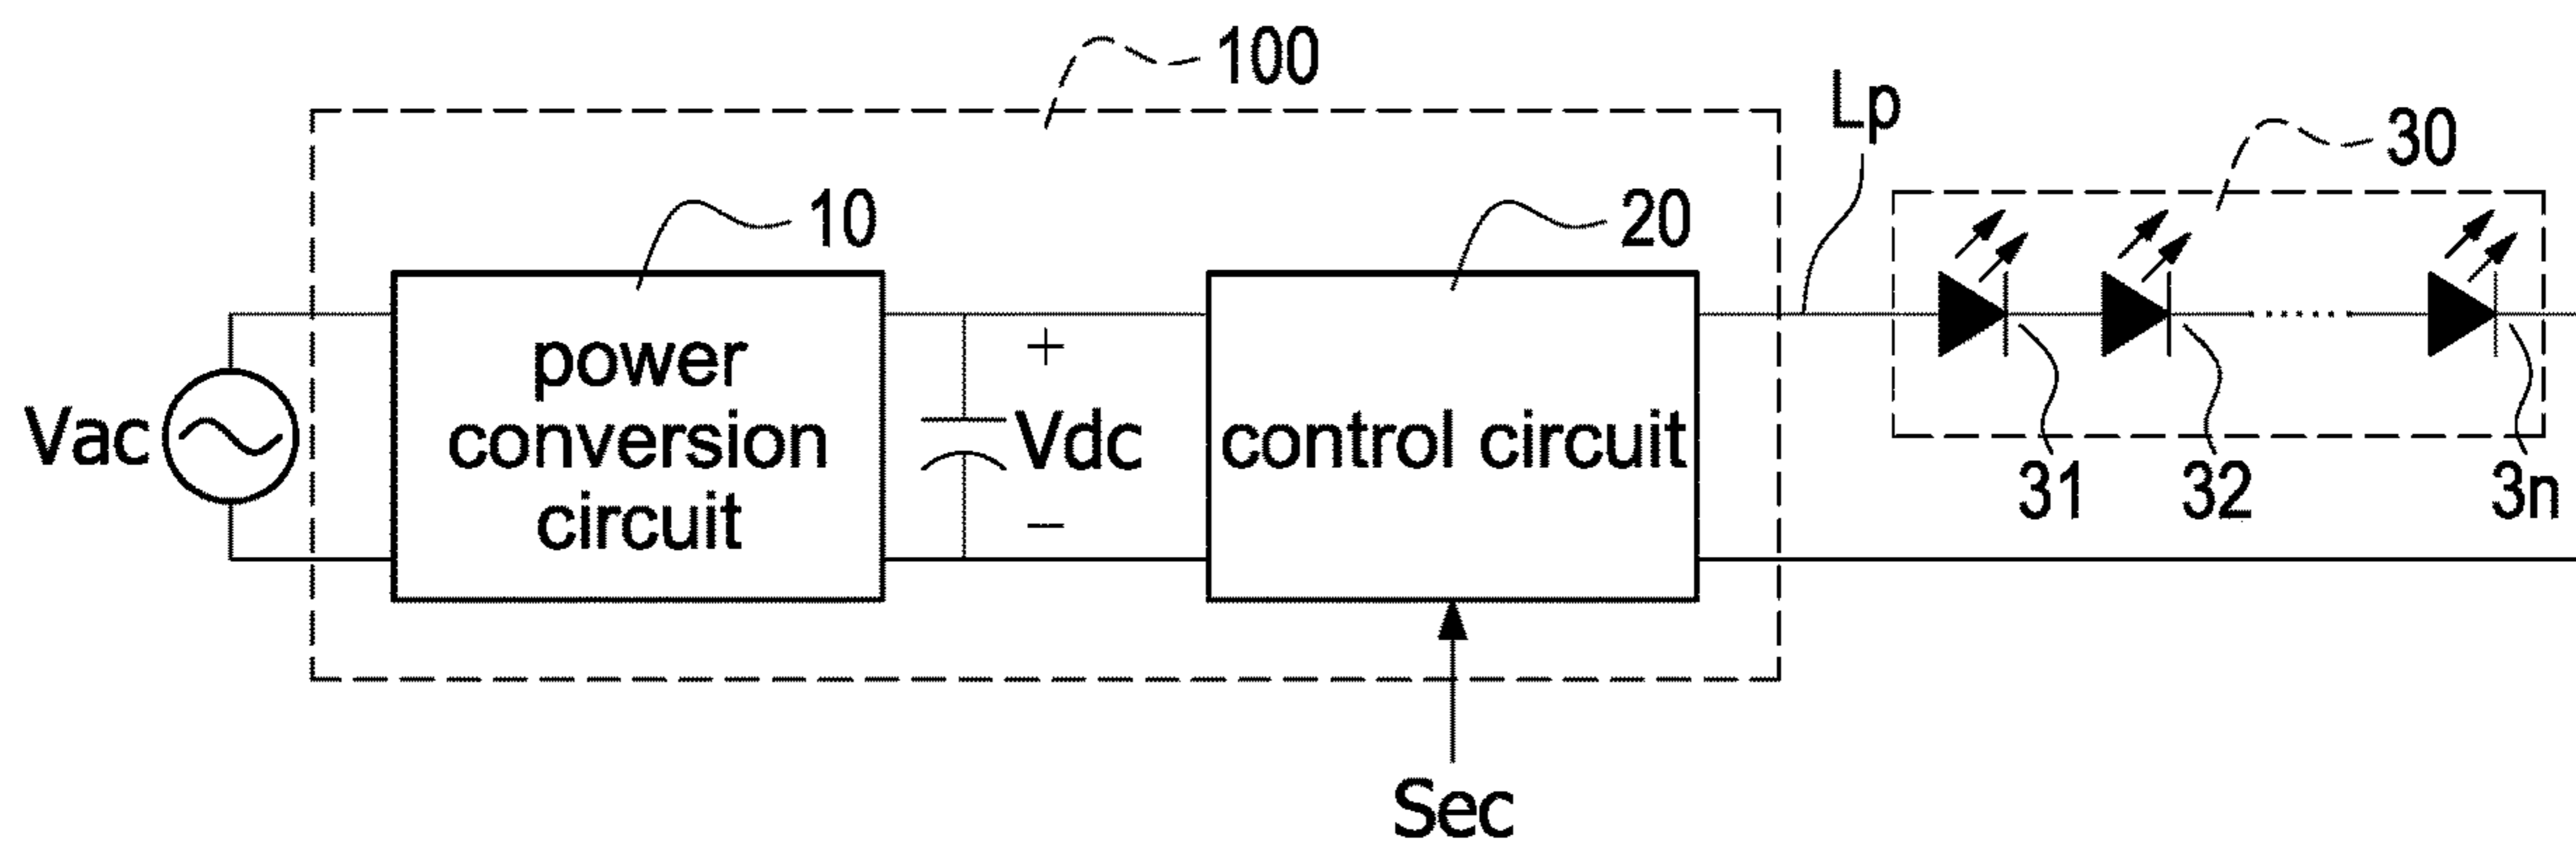 100
Lp
30
10
20
power
conversion
circuit
Vac
+
Vdc
−
control circuit
31
32
3n
Sec